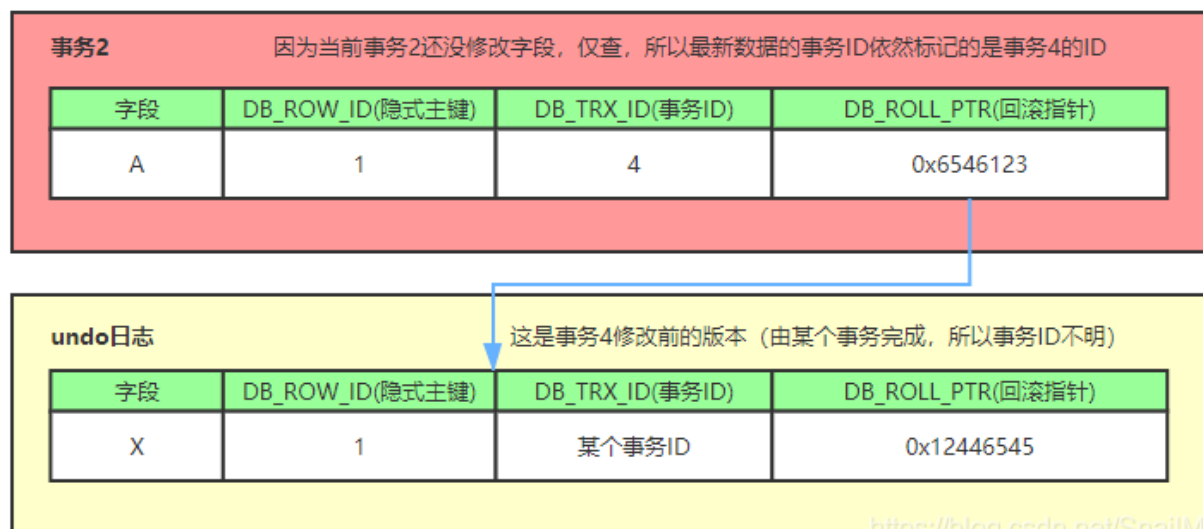 事务2 因为当前事务2还没修改字段，仅查，所以最新数据的事务ID依然标记的是事务4的ID
字段 DB_ROW_ID(隐式主键) DB_TRX_ID(事务ID) DB_ROLL_PTR(回滚指针)
A 1 4 0x6546123
undo日志 这是事务4修改前的版本（由某个事务完成，所以事务ID不明）
字段 DB_ROW_ID(隐式主键) DB_TRX_ID(事务ID) DB_ROLL_PTR(回滚指针)
X 1 某个事务ID 0x12446545
https://blog.csdn.net/SnailM